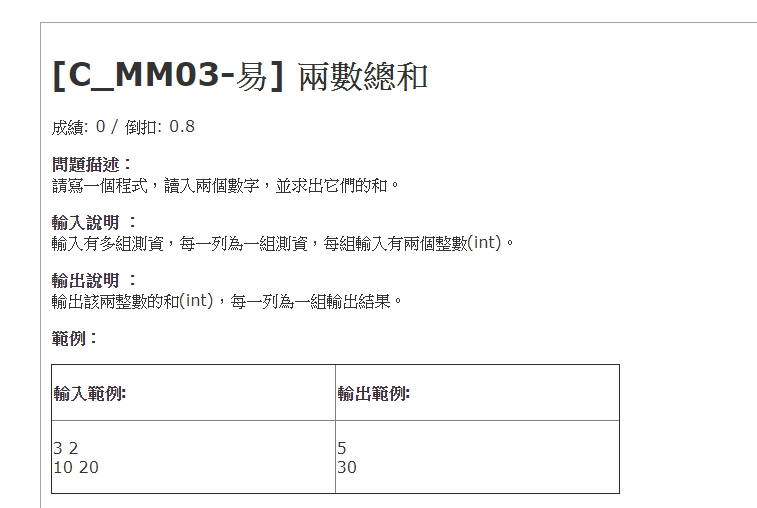 [C_MM03-易] 兩數總和
成績: 0 / 倒扣: 0.8
問題描述：
請寫一個程式，讀入兩個數字，並求出它們的和。
輸入說明 ：
輸入有多組測資，每一列為一組測資，每組輸入有兩個整數(int)。
輸出說明 ：
輸出該兩整數的和(int)，每一列為一組輸出結果。
範例：
輸入範例:
輸出範例:
3 2
10 20
5
30